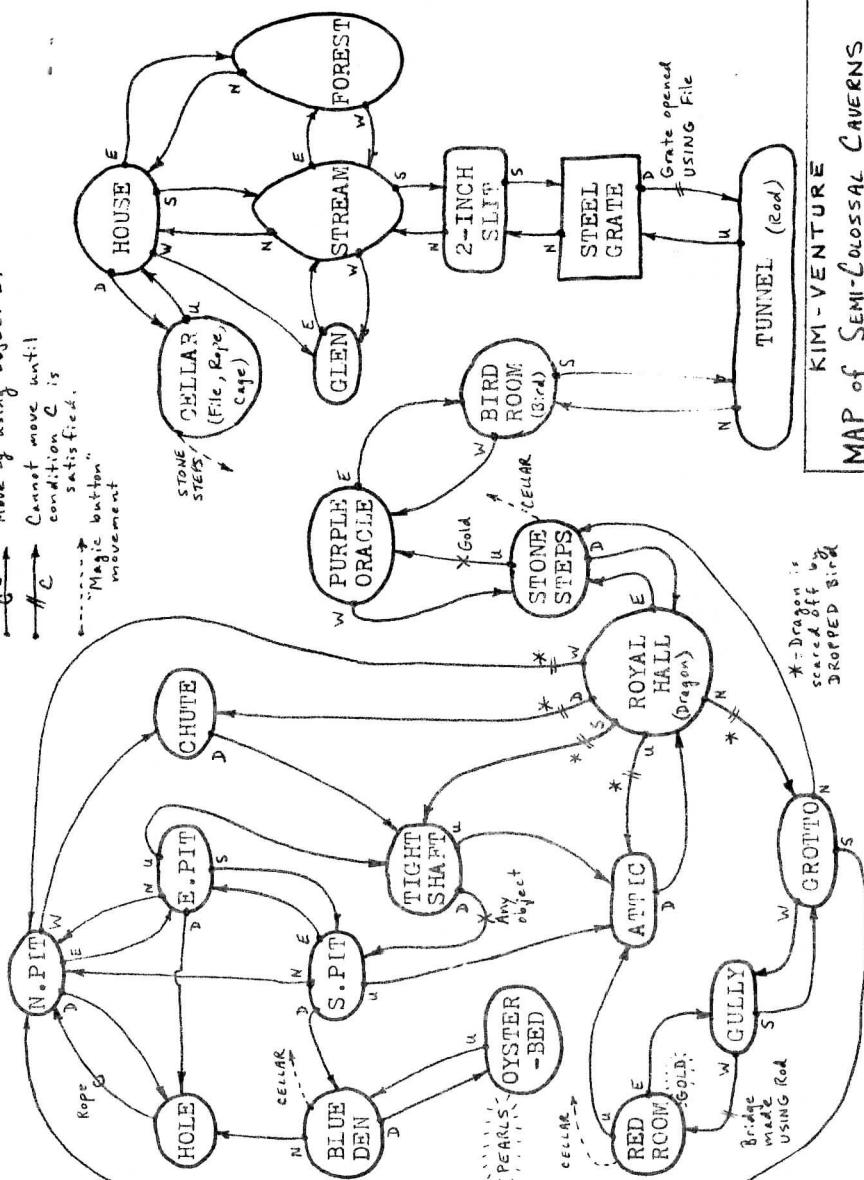 Move by using object B.
C
Cannot move until
condition C is
satisfied.
"Magic button"
movement
HOUSE
D
E
S
W
FOREST
N
W
CELLAR
(File, Rope,
Cage)
U
STONE
STEPS
STREAM
N
E
S
W
GLEN
E
2-INCH
SLIT
N
S
STEEL
GRATE
N
D
Grate opened
USING File
TUNNEL (Rod)
U
N
BIRD
ROOM
(Bird)
W
S
PURPLE
ORACLE
E
W
Gold
STONE
STEPS
U
D
CELLAR
ROYAL
HALL
(Dragon)
E
W
D
S
U
N
*
*
*
*
*
*-Dragon is
scared off by
DROPPED Bird
CHUTE
D
N.PIT
W
E
D
E.PIT
U
N
D
S
TIGHT
SHAFT
U
D
Any
object
S.PIT
E
N
D
U
ATTIC
D
HOLE
Rope
BLUE
DEN
N
D
CELLAR
OYSTER
-BED
U
PEARLS
RED
ROOM
U
E
GOLD
CELLAR
GULLY
W
S
Bridge
made
USING Rod
GROTTO
W
N
S
KIM-VENTURE
MAP of SEMI-COLOSSAL CAVERNS